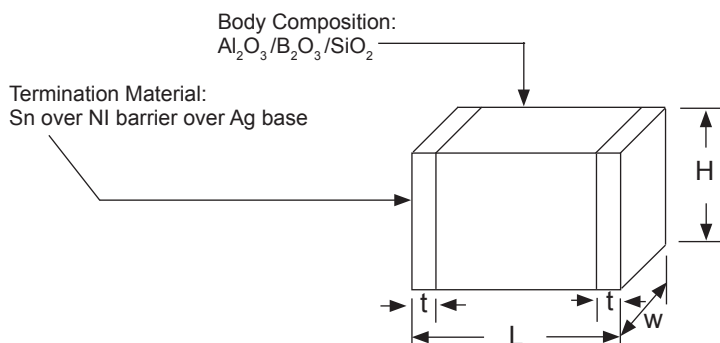 Body Composition:
Al₂O₃/B₂O₃/SiO₂
Termination Material:
Sn over NI barrier over Ag base
H
t
t
w
L